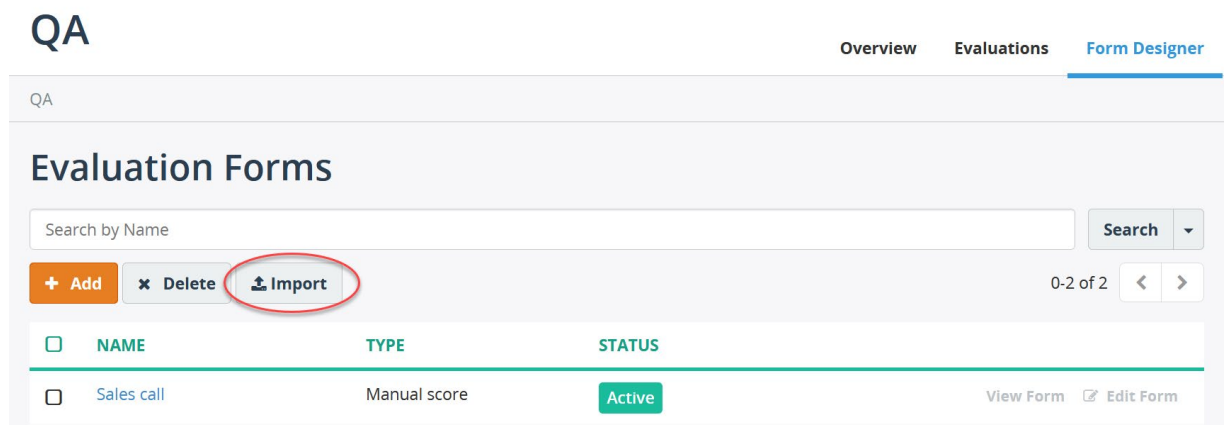 QA
Overview Evaluations Form Designer
QA
Evaluation Forms
Search by Name Search
Add Delete Import 0-2 of 2
NAME TYPE STATUS
Sales call Manual score Active View Form Edit Form